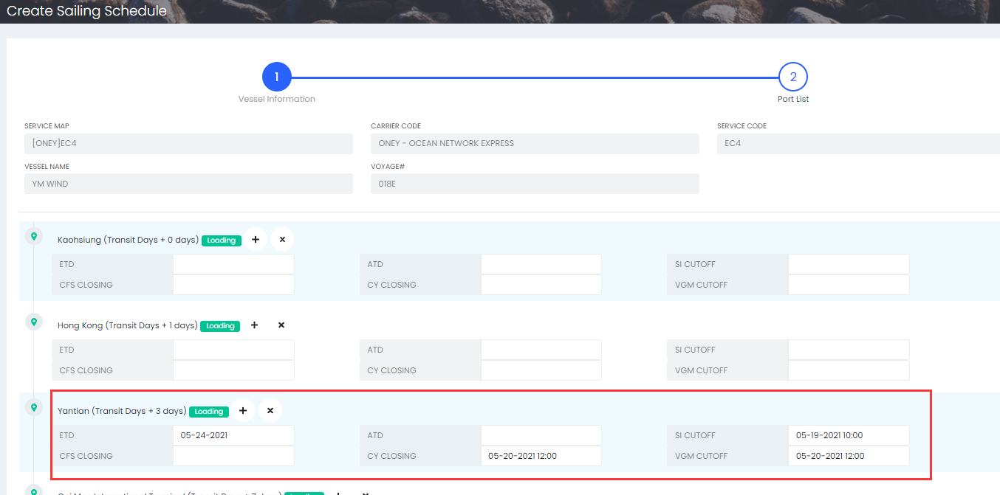 Create Sailing Schedule
1 2
Vessel Information Port List
SERVICE MAP CARRIER CODE SERVICE CODE
[ONEY]EC4 ONEY - OCEAN NETWORK EXPRESS EC4
VESSEL NAME VOYAGE#
YM WIND 018E
Kaohsiung (Transit Days + 0 days) Loading + ×
ETD ATD SI CUTOFF
CFS CLOSING CY CLOSING VGM CUTOFF
Hong Kong (Transit Days + 1 days) Loading + ×
ETD ATD SI CUTOFF
CFS CLOSING CY CLOSING VGM CUTOFF
Yantian (Transit Days + 3 days) Loading + ×
ETD 05-24-2021 ATD SI CUTOFF 05-19-2021 10:00
CFS CLOSING CY CLOSING 05-20-2021 12:00 VGM CUTOFF 05-20-2021 12:00